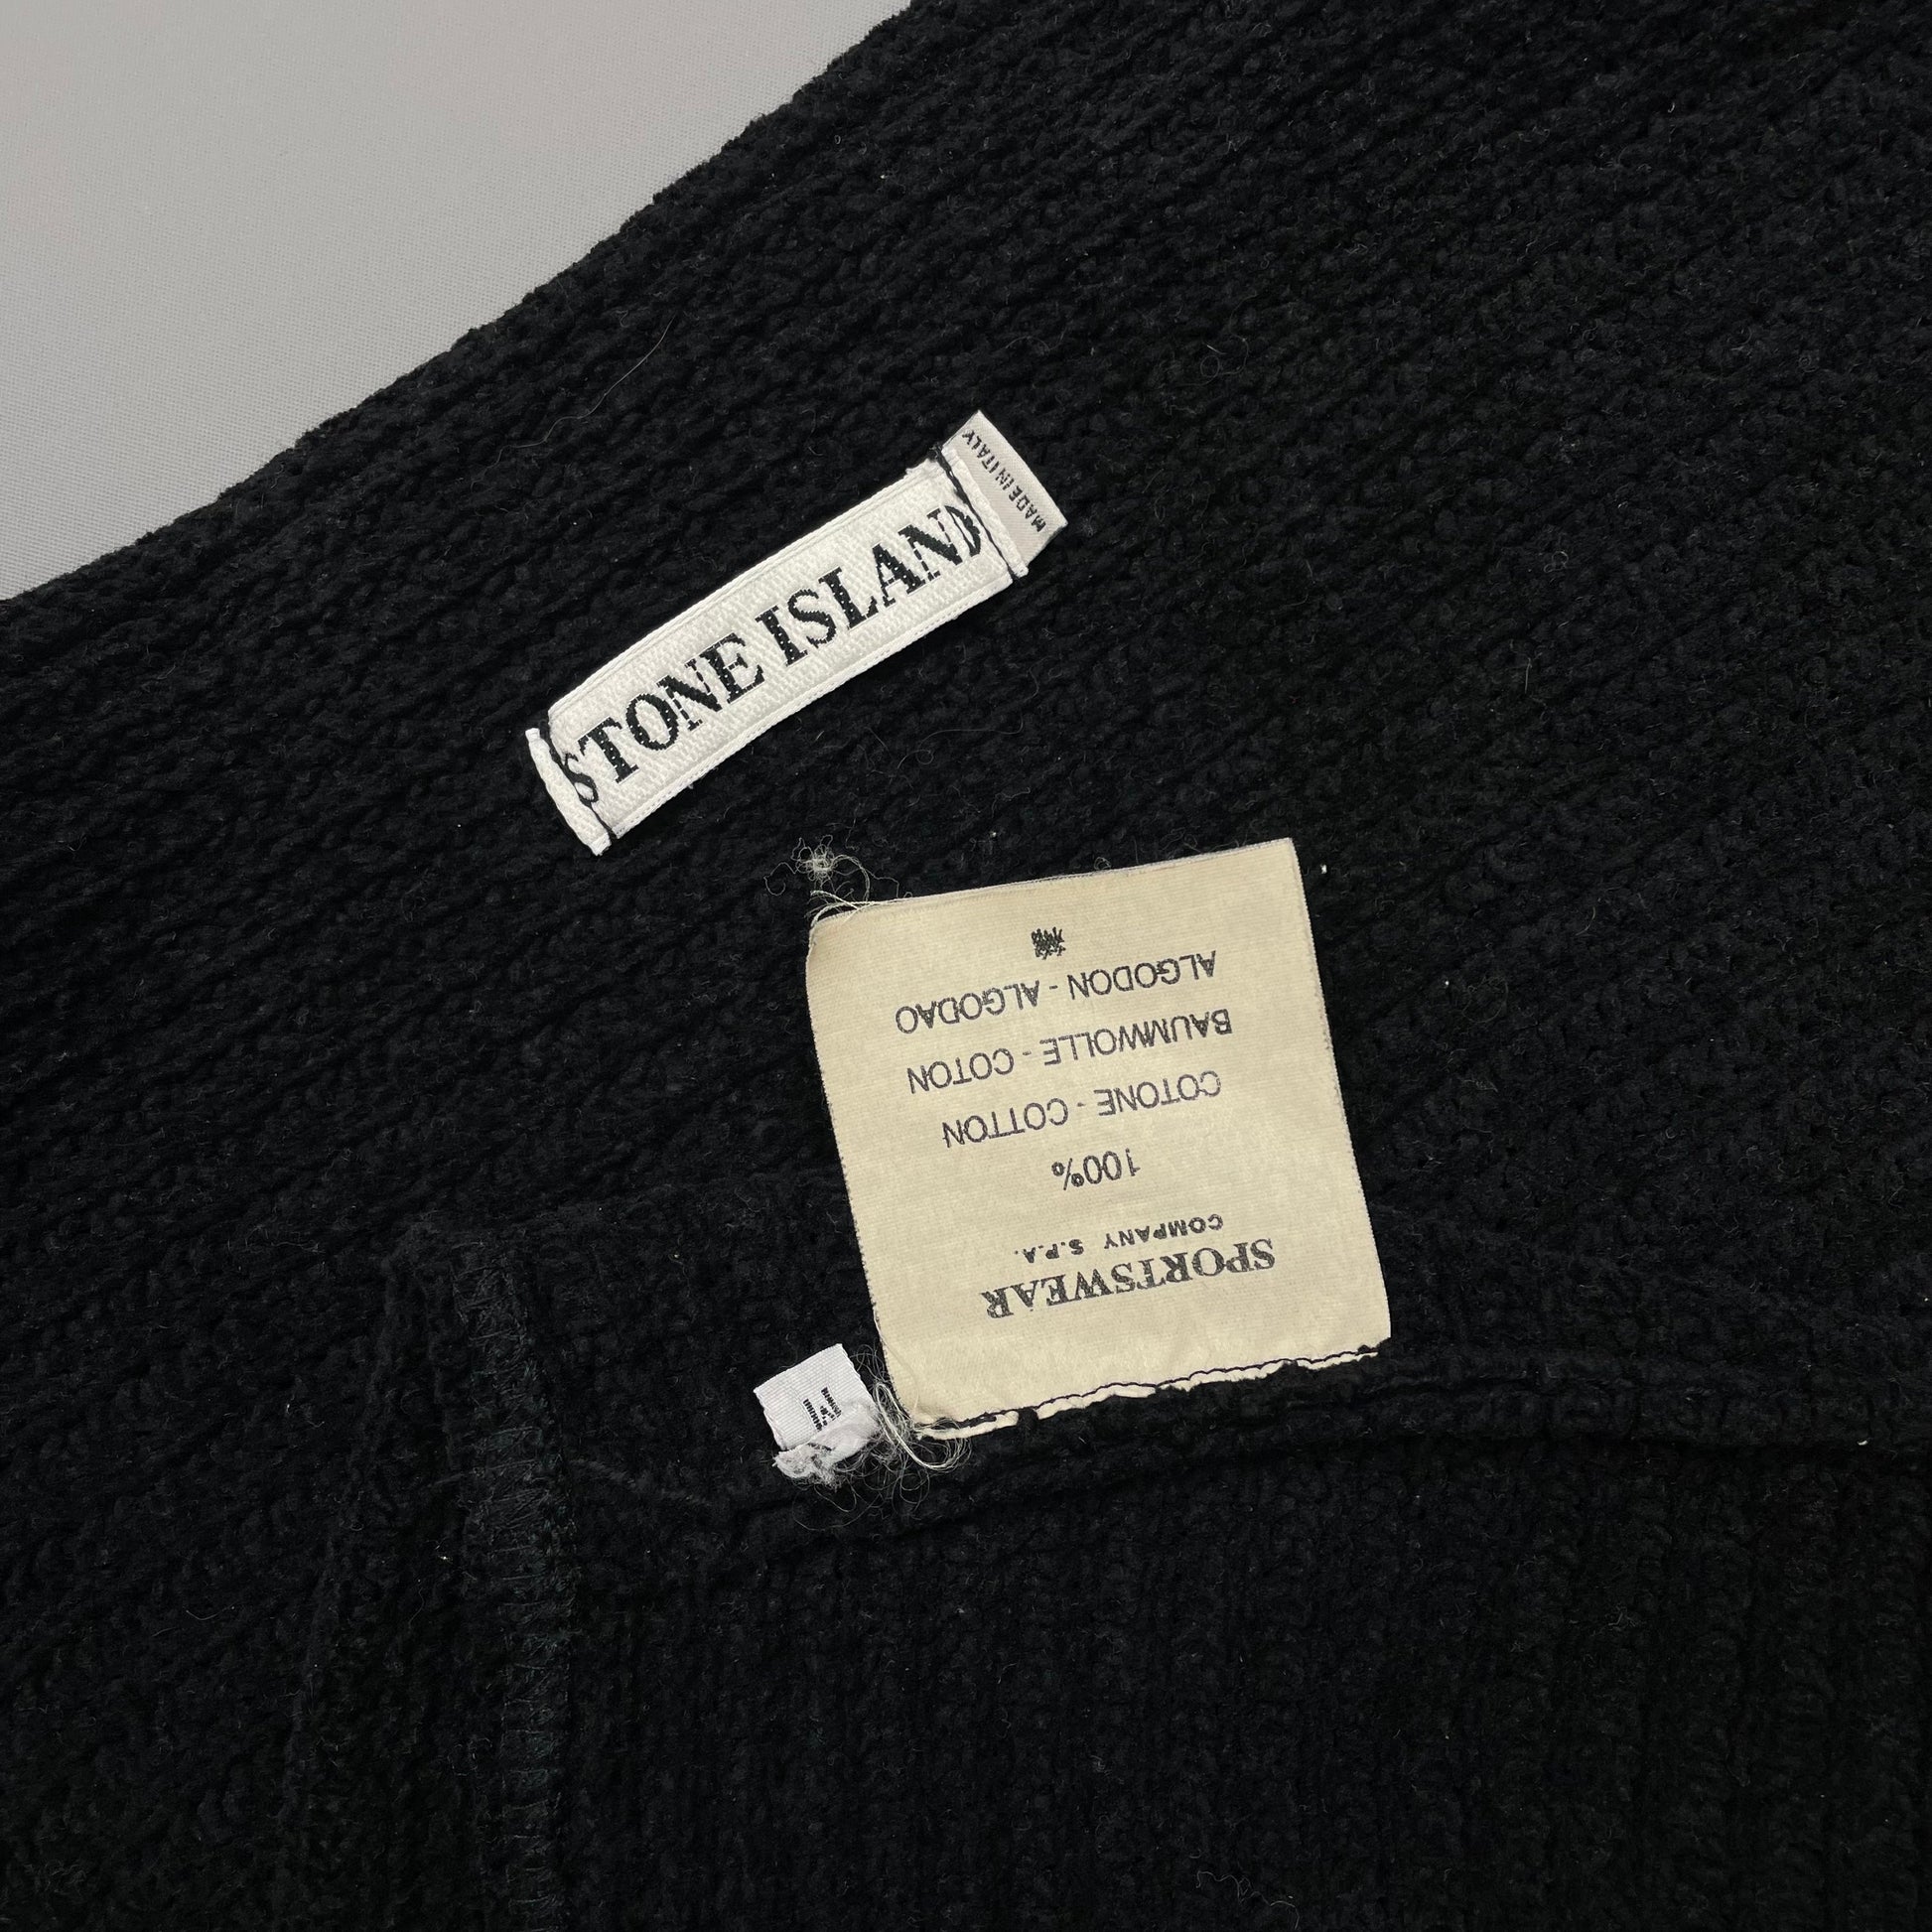 STONE ISLAND
MADE IN ITALY
SPORTSWEAR
COMPANY S.P.A.
100%
COTONE - COTTON
BAUMWOLLE - COTON
ALGODON - ALGODAO